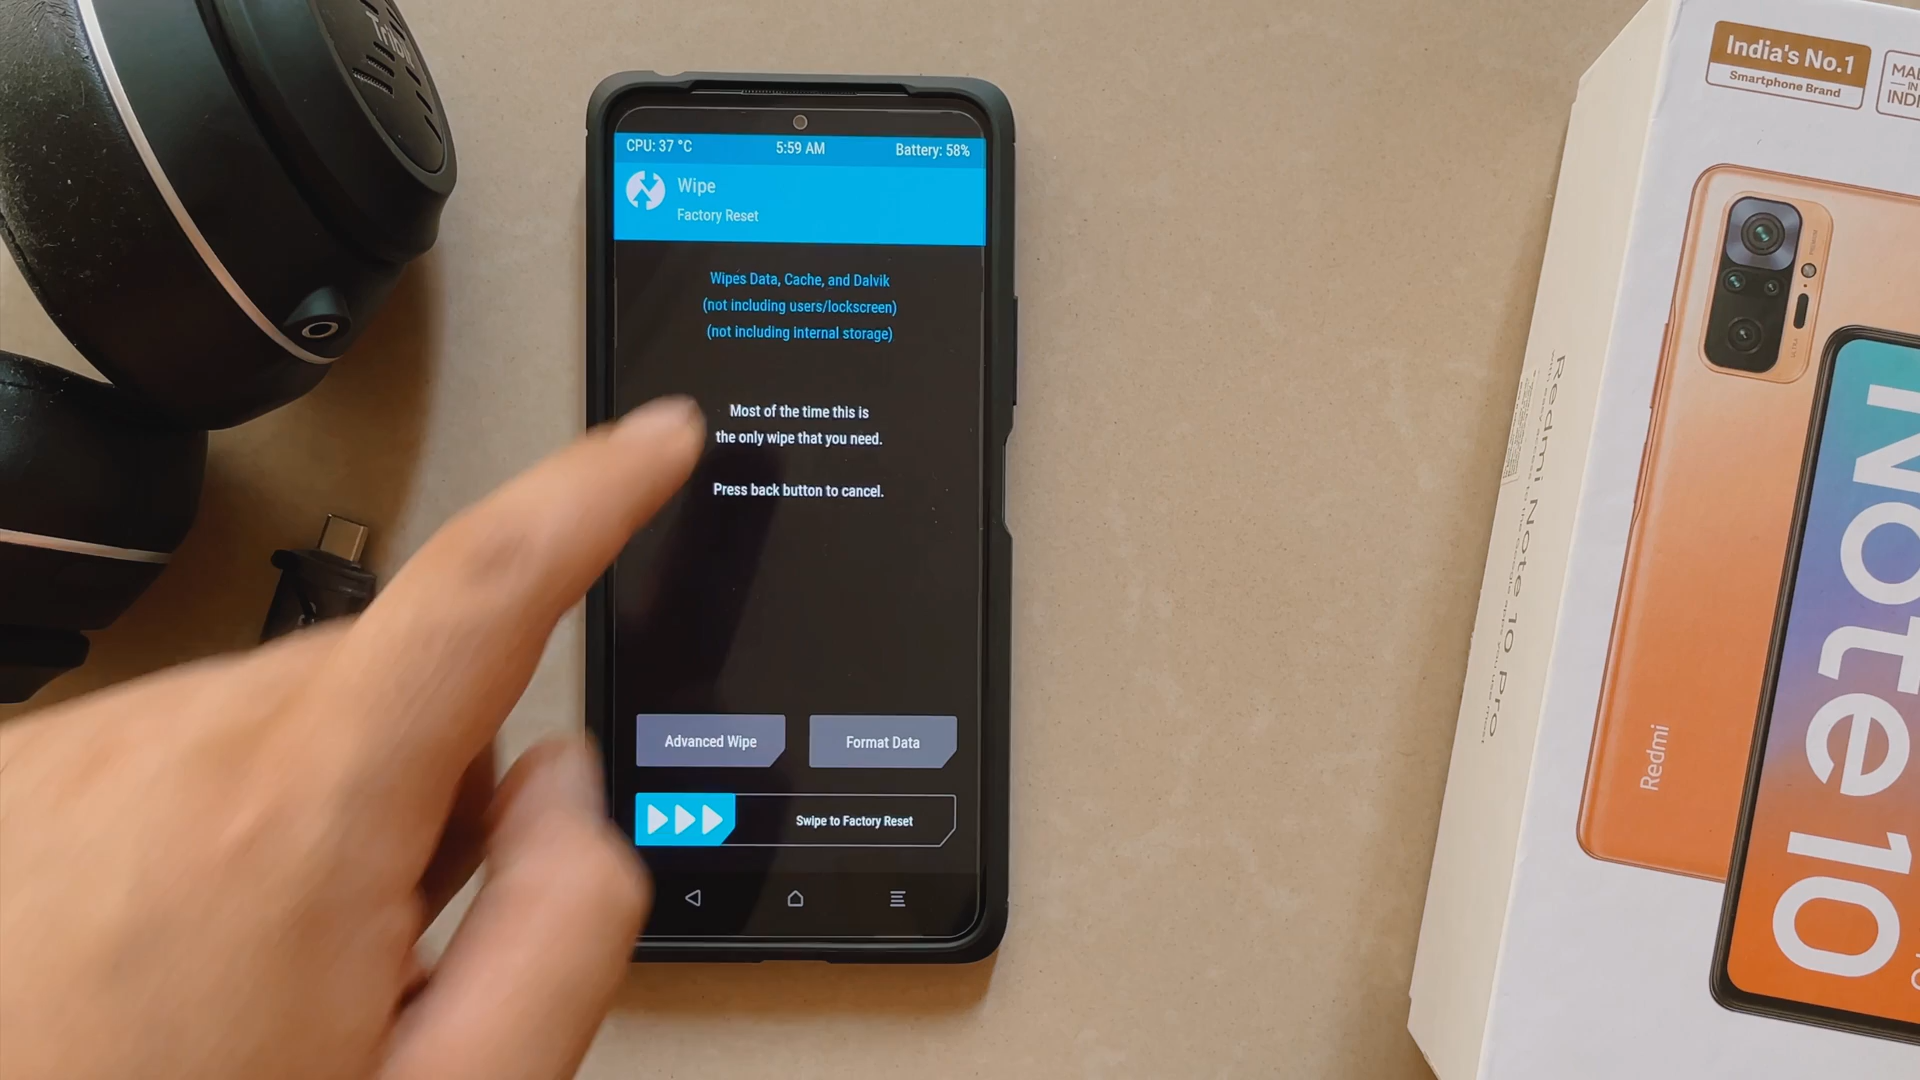 Tribit
CPU: 37 °C
5:59 AM
Battery: 58%
Wipe
Factory Reset
Wipes Data, Cache, and Dalvik
(not including users/lockscreen)
(not including internal storage)
Most of the time this is
the only wipe that you need.
Press back button to cancel.
Advanced Wipe
Format Data
Swipe to Factory Reset
India's No.1
Smartphone Brand
Redmi Note 10 Pro
Redmi
Note 10